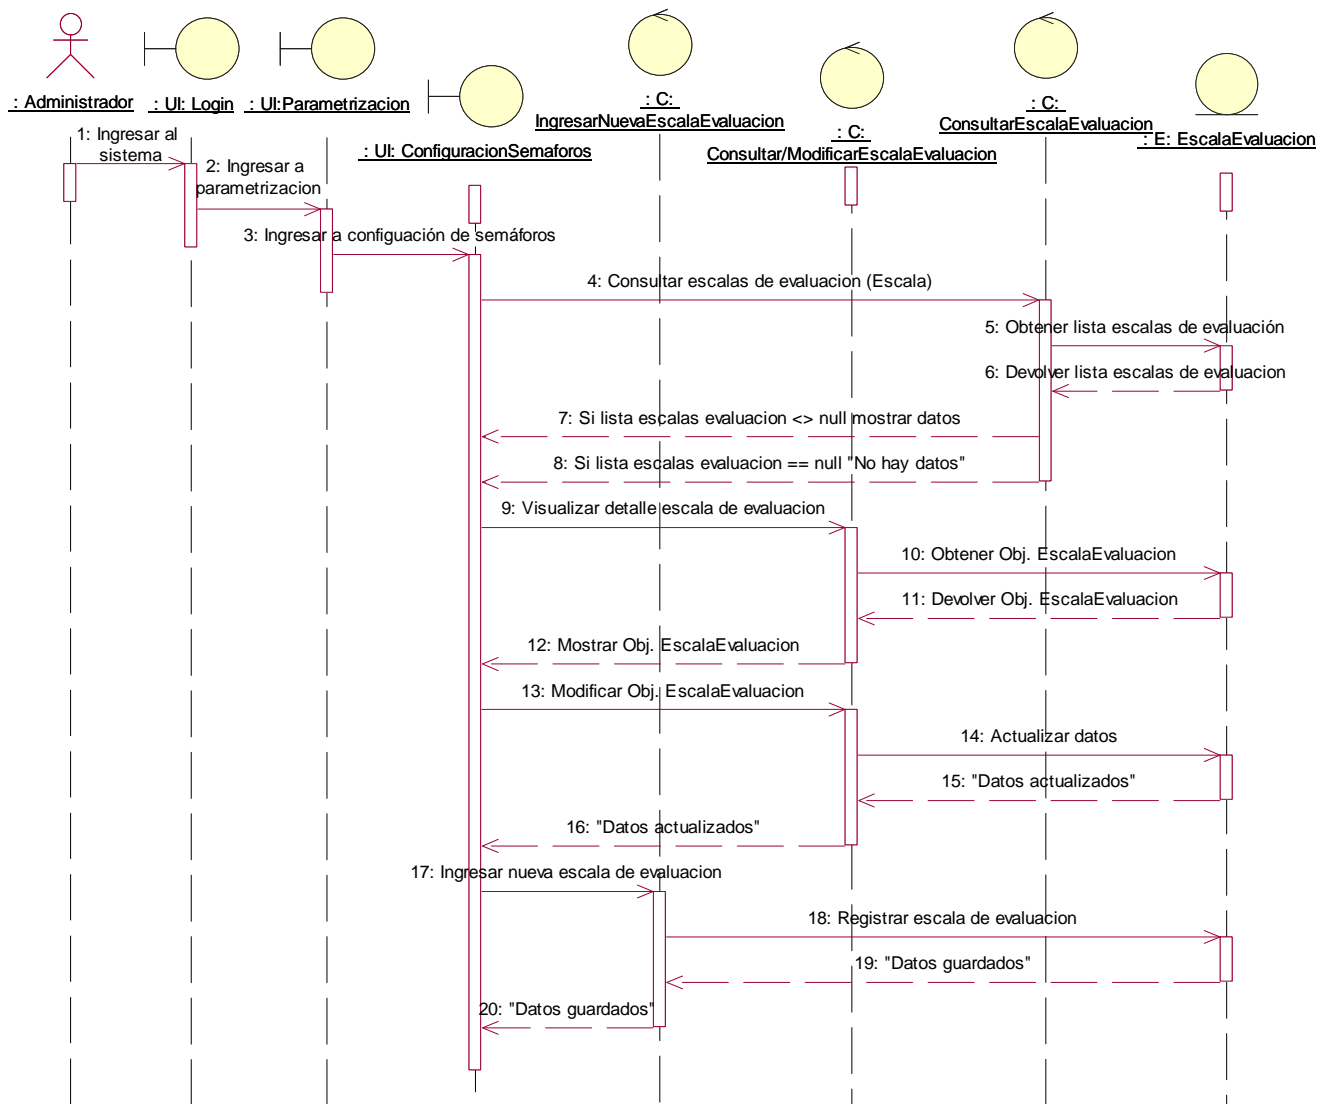 : Administrador
: UI: Login
: UI:Parametrizacion
: UI: ConfiguracionSemaforos
: C:
IngresarNuevaEscalaEvaluacion
: C:
Consultar/ModificarEscalaEvaluacion
: C:
ConsultarEscalaEvaluacion
: E: EscalaEvaluacion
1: Ingresar al
sistema
2: Ingresar a
parametrizacion
3: Ingresar a configuación de semáforos
4: Consultar escalas de evaluacion (Escala)
5: Obtener lista escalas de evaluación
6: Devolver lista escalas de evaluacion
7: Si lista escalas evaluacion <> null mostrar datos
8: Si lista escalas evaluacion == null "No hay datos"
9: Visualizar detalle escala de evaluacion
10: Obtener Obj. EscalaEvaluacion
11: Devolver Obj. EscalaEvaluacion
12: Mostrar Obj. EscalaEvaluacion
13: Modificar Obj. EscalaEvaluacion
14: Actualizar datos
15: "Datos actualizados"
16: "Datos actualizados"
17: Ingresar nueva escala de evaluacion
18: Registrar escala de evaluacion
19: "Datos guardados"
20: "Datos guardados"